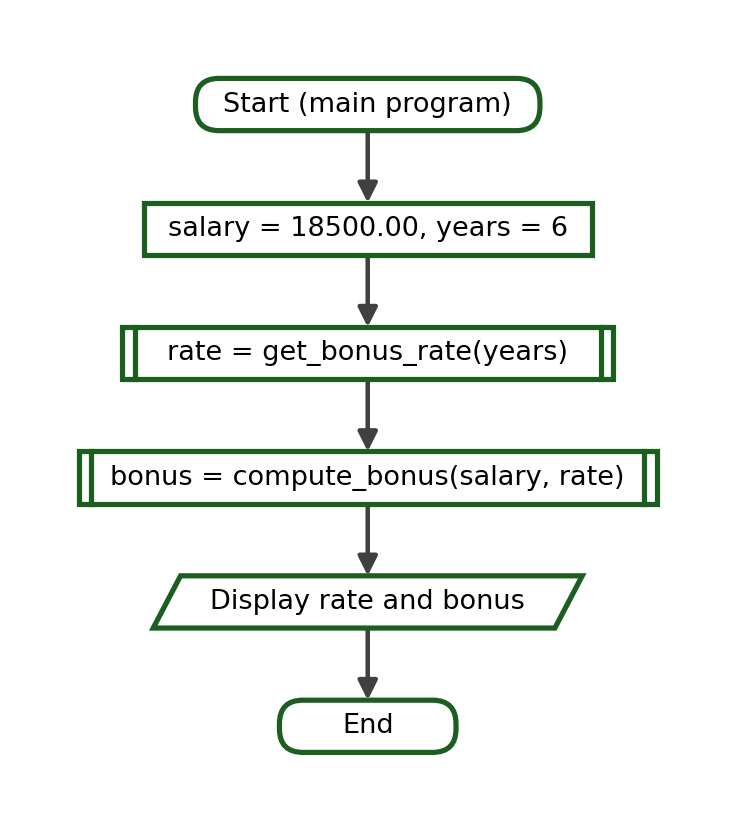 Start (main program)
salary = 18500.00, years = 6
rate = get_bonus_rate(years)
bonus = compute_bonus(salary, rate)
Display rate and bonus
End